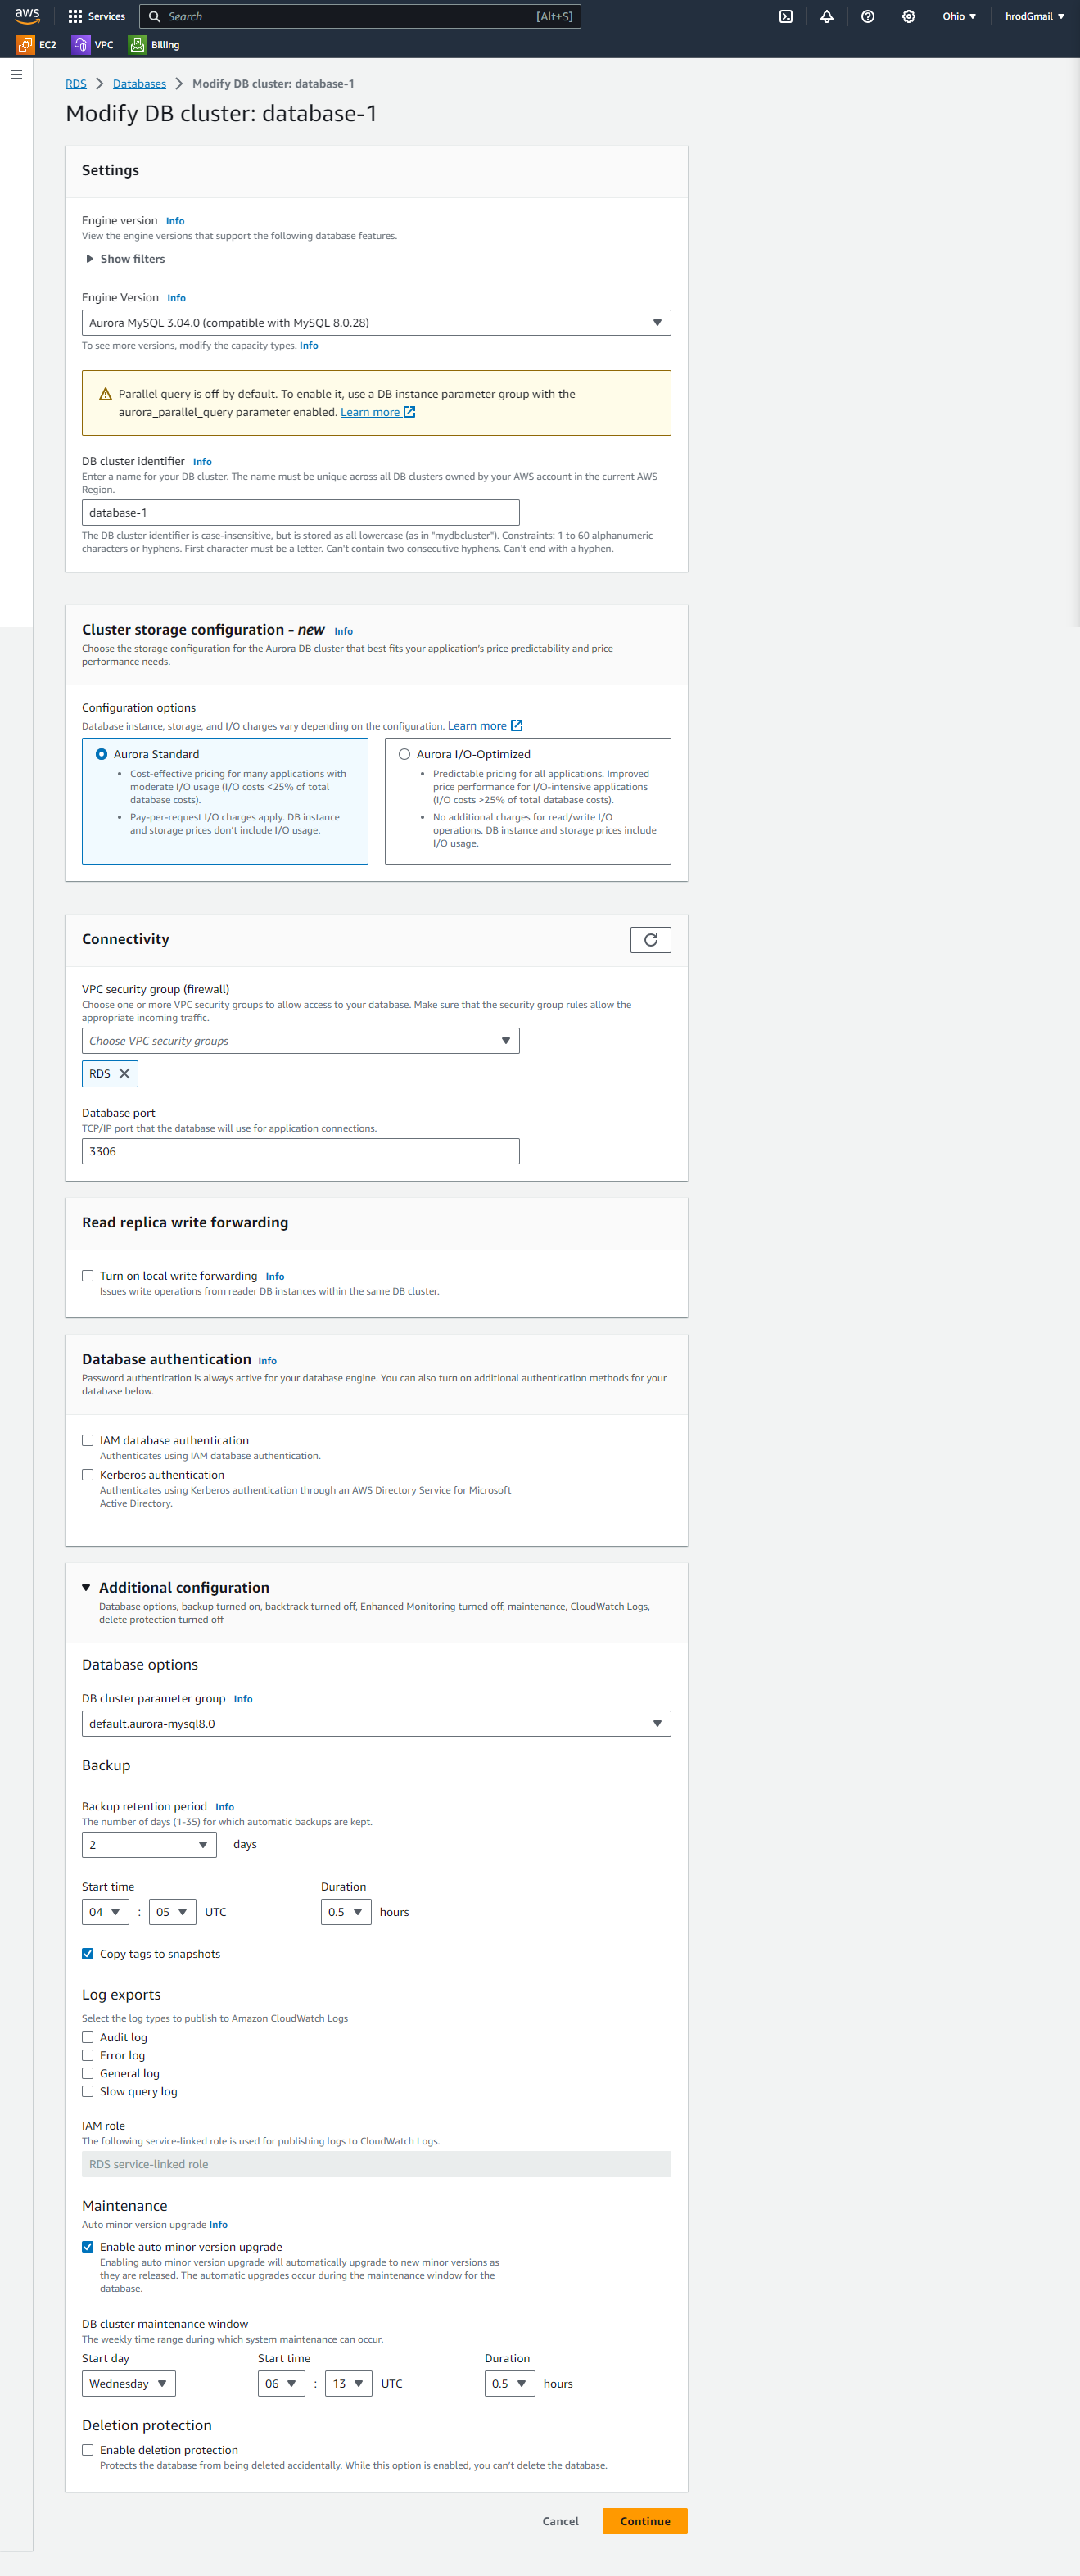 aws
Services
Search
[Alt+S]
Ohio
hrodGmail
EC2
VPC
Billing
RDS
Databases
Modify DB cluster: database-1
Modify DB cluster: database-1
Settings
Engine version Info
View the engine versions that support the following database features.
Show filters
Engine Version Info
Aurora MySQL 3.04.0 (compatible with MySQL 8.0.28)
To see more versions, modify the capacity types. Info
Parallel query is off by default. To enable it, use a DB instance parameter group with the
aurora_parallel_query parameter enabled. Learn more
DB cluster identifier Info
Enter a name for your DB cluster. The name must be unique across all DB clusters owned by your AWS account in the current AWS
Region.
database-1
The DB cluster identifier is case-insensitive, but is stored as all lowercase (as in "mydbcluster"). Constraints: 1 to 60 alphanumeric
characters or hyphens. First character must be a letter. Can't contain two consecutive hyphens. Can't end with a hyphen.
Cluster storage configuration - new Info
Choose the storage configuration for the Aurora DB cluster that best fits your application's price predictability and price
performance needs.
Configuration options
Database instance, storage, and I/O charges vary depending on the configuration. Learn more
Aurora Standard
• Cost-effective pricing for many applications with
moderate I/O usage (I/O costs <25% of total
database costs).
• Pay-per-request I/O charges apply. DB instance
and storage prices don't include I/O usage.
Aurora I/O-Optimized
• Predictable pricing for all applications. Improved
price performance for I/O-intensive applications
(I/O costs >25% of total database costs).
• No additional charges for read/write I/O
operations. DB instance and storage prices include
I/O usage.
Connectivity
VPC security group (firewall)
Choose one or more VPC security groups to allow access to your database. Make sure that the security group rules allow the
appropriate incoming traffic.
Choose VPC security groups
RDS
Database port
TCP/IP port that the database will use for application connections.
3306
Read replica write forwarding
Turn on local write forwarding Info
Issues write operations from reader DB instances within the same DB cluster.
Database authentication Info
Password authentication is always active for your database engine. You can also turn on additional authentication methods for your
database below.
IAM database authentication
Authenticates using IAM database authentication.
Kerberos authentication
Authenticates using Kerberos authentication through an AWS Directory Service for Microsoft
Active Directory.
Additional configuration
Database options, backup turned on, backtrack turned off, Enhanced Monitoring turned off, maintenance, CloudWatch Logs,
delete protection turned off
Database options
DB cluster parameter group Info
default.aurora-mysql8.0
Backup
Backup retention period Info
The number of days (1-35) for which automatic backups are kept.
2 days
Start time Duration
04 : 05 UTC 0.5 hours
Copy tags to snapshots
Log exports
Select the log types to publish to Amazon CloudWatch Logs
Audit log
Error log
General log
Slow query log
IAM role
The following service-linked role is used for publishing logs to CloudWatch Logs.
RDS service-linked role
Maintenance
Auto minor version upgrade Info
Enable auto minor version upgrade
Enabling auto minor version upgrade will automatically upgrade to new minor versions as
they are released. The automatic upgrades occur during the maintenance window for the
database.
DB cluster maintenance window
The weekly time range during which system maintenance can occur.
Start day Start time Duration
Wednesday 06 : 13 UTC 0.5 hours
Deletion protection
Enable deletion protection
Protects the database from being deleted accidentally. While this option is enabled, you can't delete the database.
Cancel
Continue